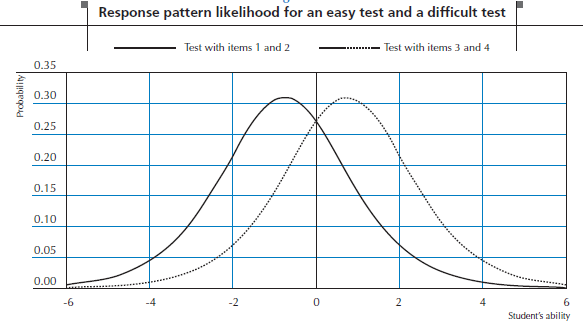 Response pattern likelihood for an easy test and a difficult test
Test with items 1 and 2
Test with items 3 and 4
0.35
Probability
0.30
0.25
0.20
0.15
0.10
0.05
0.00
-6 -4 -2 0 2 4 6
Student's ability